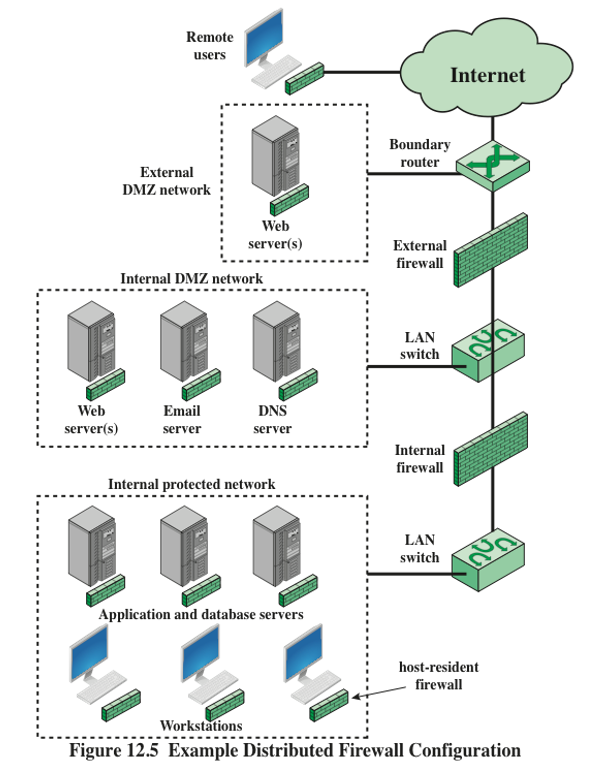 Remote
users
Internet
Boundary
router
External
DMZ network
Web
server(s)
External
firewall
Internal DMZ network
LAN
switch
Web
server(s)
Email
server
DNS
server
Internal
firewall
Internal protected network
LAN
switch
Application and database servers
host-resident
firewall
Workstations
Figure 12.5 Example Distributed Firewall Configuration